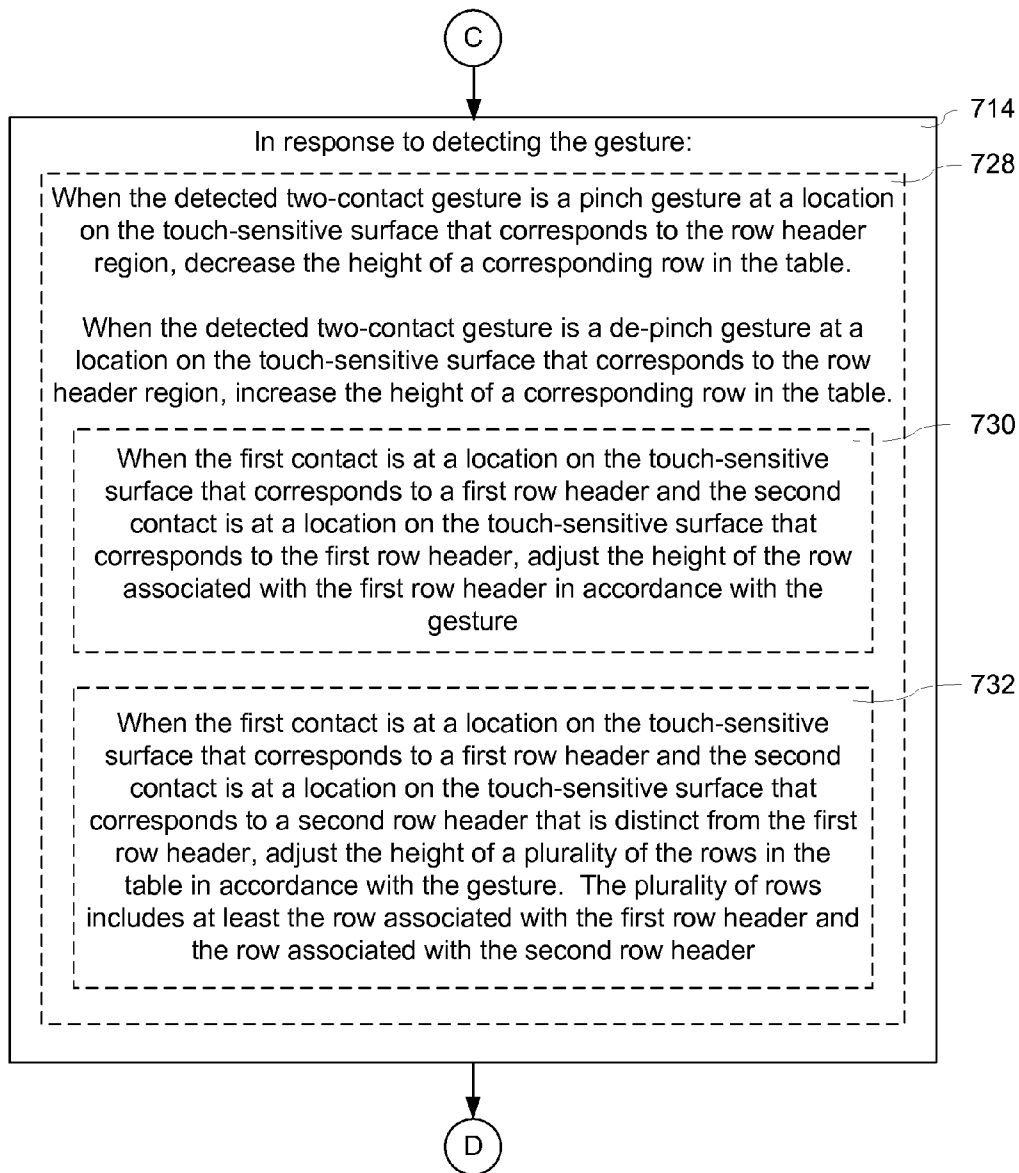 C
714
In response to detecting the gesture:
728
When the detected two-contact gesture is a pinch gesture at a location
on the touch-sensitive surface that corresponds to the row header
region, decrease the height of a corresponding row in the table.
When the detected two-contact gesture is a de-pinch gesture at a
location on the touch-sensitive surface that corresponds to the row
header region, increase the height of a corresponding row in the table.
730
When the first contact is at a location on the touch-sensitive
surface that corresponds to a first row header and the second
contact is at a location on the touch-sensitive surface that
corresponds to the first row header, adjust the height of the row
associated with the first row header in accordance with the
gesture
732
When the first contact is at a location on the touch-sensitive
surface that corresponds to a first row header and the second
contact is at a location on the touch-sensitive surface that
corresponds to a second row header that is distinct from the first
row header, adjust the height of a plurality of the rows in the
table in accordance with the gesture.  The plurality of rows
includes at least the row associated with the first row header and
the row associated with the second row header
D